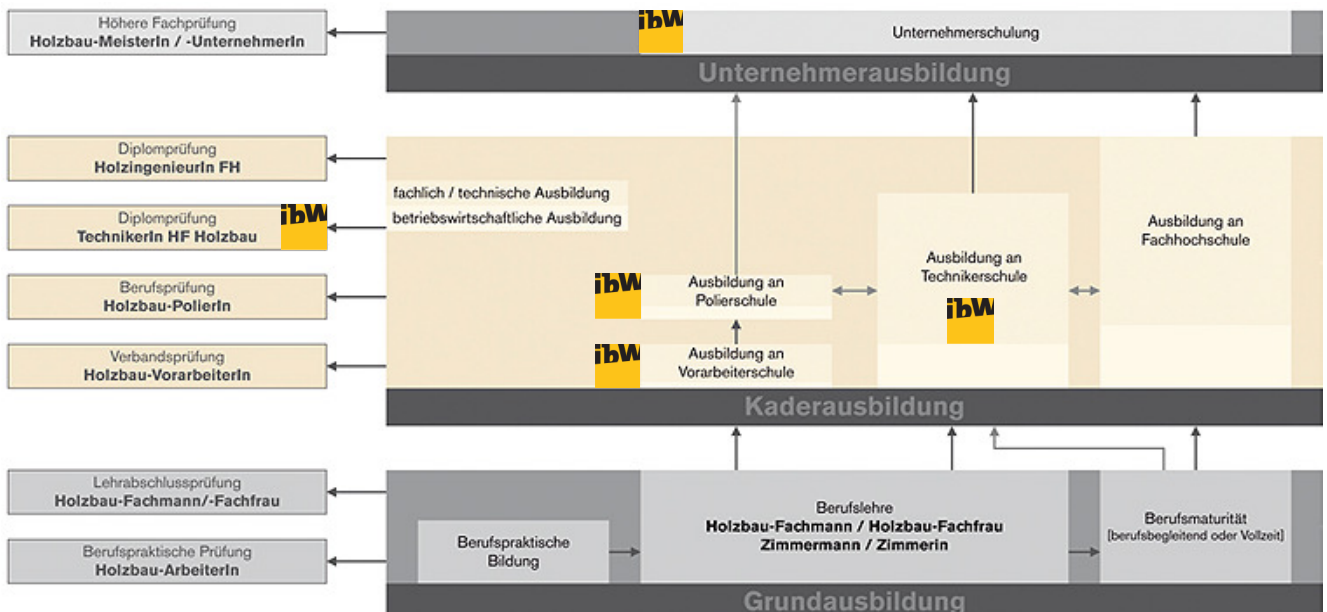 Höhere Fachprüfung
Holzbau-MeisterIn / -UnternehmerIn
ibW
Unternehmerschulung
Unternehmerausbildung
Diplomprüfung
HolzingenieurIn FH
fachlich / technische Ausbildung
betriebswirtschaftliche Ausbildung
Diplomprüfung
TechnikerIn HF Holzbau
ibW
Ausbildung an
Fachhochschule
Ausbildung an
Technikerschule
ibW
Berufsprüfung
Holzbau-PolierIn
ibW
Ausbildung an
Polierschule
Verbandsprüfung
Holzbau-VorarbeiterIn
ibW
Ausbildung an
Vorarbeiterschule
Kaderausbildung
Lehrabschlussprüfung
Holzbau-Fachmann/-Fachfrau
Berufslehre
Holzbau-Fachmann / Holzbau-Fachfrau
Zimmermann / Zimmerin
Berufsmaturität
[berufsbegleitend oder Vollzeit]
Berufspraktische Prüfung
Holzbau-ArbeiterIn
Berufspraktische
Bildung
Grundausbildung